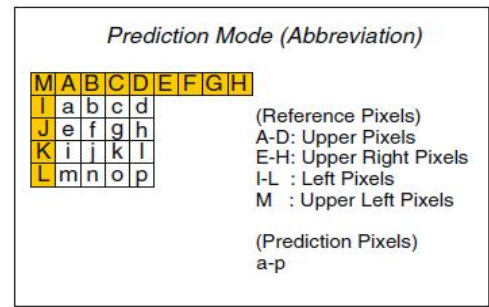 Prediction Mode (Abbreviation)
M A B C D E F G H
I a b c d
J e f g h
K i j k l
L m n o p
(Reference Pixels)
A-D: Upper Pixels
E-H: Upper Right Pixels
I-L : Left Pixels
M : Upper Left Pixels
(Prediction Pixels)
a-p